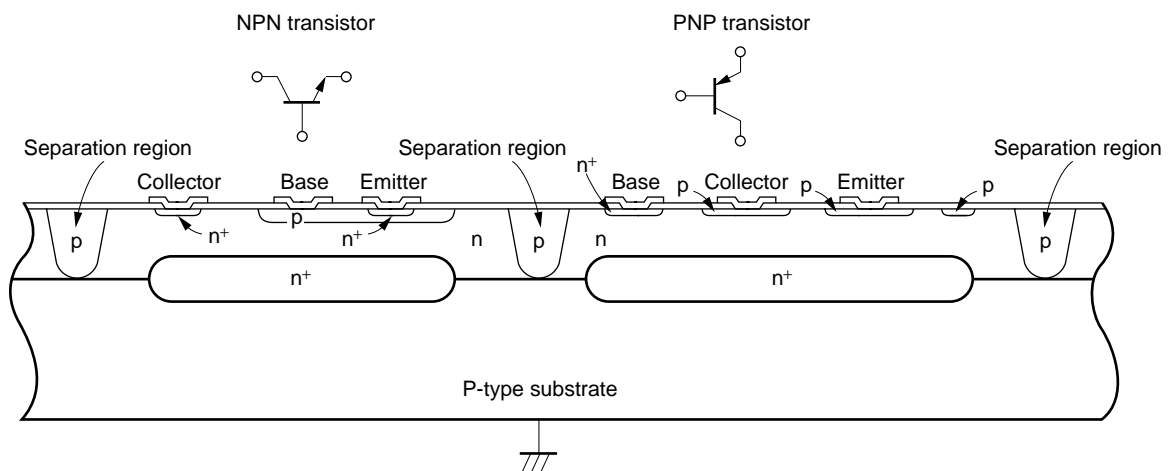 NPN transistor
PNP transistor
Separation region
Separation region
Separation region
Collector
Base
Emitter
n⁺
Base
p
Collector
p
Emitter
p
p
p
n⁺
n⁺
n
p
n
p
n⁺
n⁺
P-type substrate